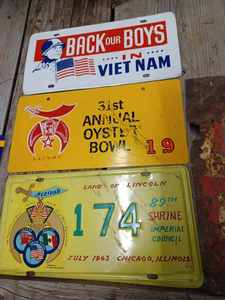 BACK OUR BOYS
IN
VIET NAM
31st
ANNUAL
OYSTER
BOWL
19
LAND OF LINCOLN
174
89TH
SHRINE
IMPERIAL
COUNCIL
JULY 1963 CHICAGO, ILLINOIS